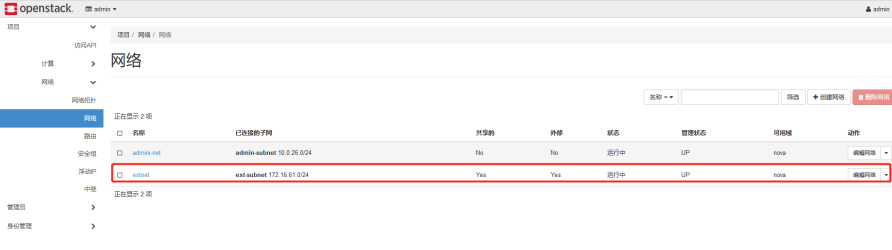 openstack. admin
admin
项目
访问API
计算
网络
网络拓扑
网络
路由
安全组
浮动IP
中继
管理员
身份管理
项目 / 网络 / 网络
网络
名称 = 筛选 +创建网络 删除网络
正在显示 2 项
名称 已连接的子网 共享的 外部 状态 管理状态 可用域 动作
admin-net admin-subnet 10.0.26.0/24 No No 运行中 UP nova 编辑网络
extnet ext-subnet 172.16.61.0/24 Yes Yes 运行中 UP nova 编辑网络
正在显示 2 项